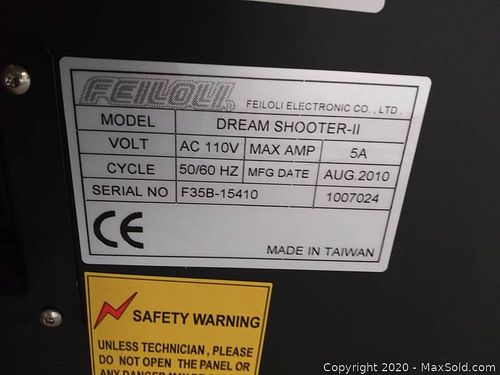 FEILOLI FEILOLI ELECTRONIC CO., LTD.
MODEL DREAM SHOOTER-II
VOLT AC 110V MAX AMP 5A
CYCLE 50/60 HZ MFG DATE AUG.2010
SERIAL NO F35B-15410 1007024
CE
MADE IN TAIWAN
SAFETY WARNING
UNLESS TECHNICIAN, PLEASE
DO NOT OPEN THE PANEL OR
ANY DANGER
Copyright © 2020 - MaxSold.com